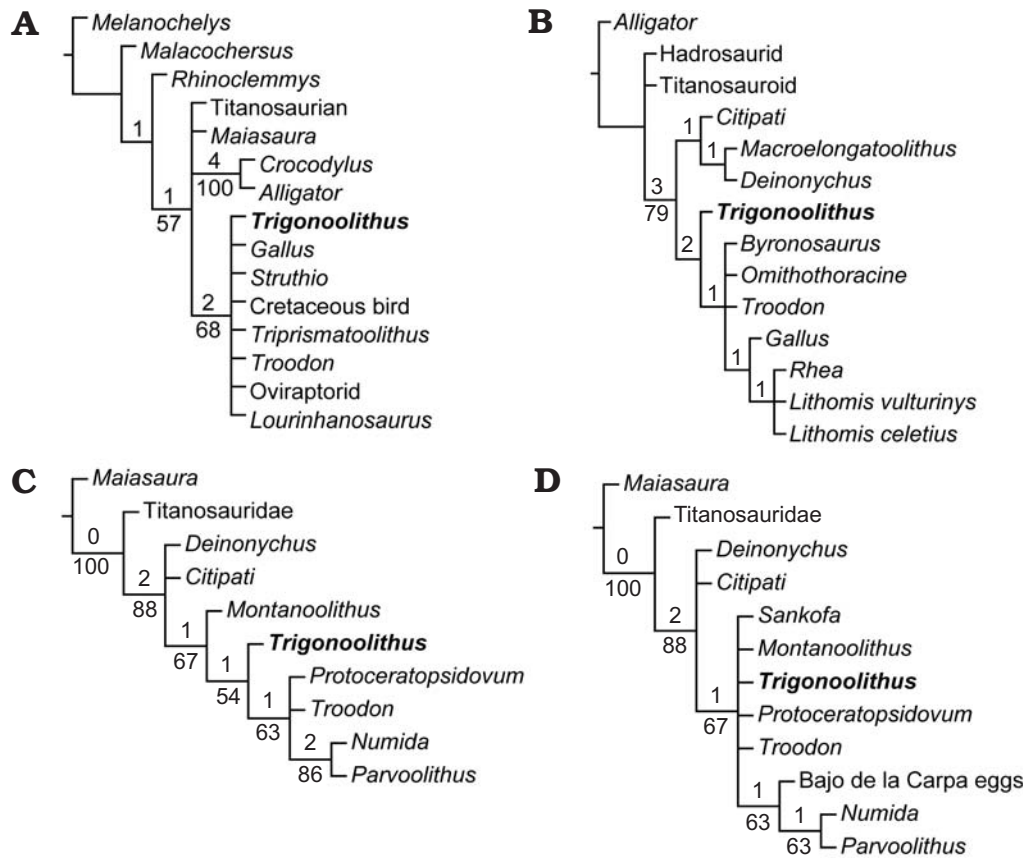 A
Melanochelys
Malacochersus
Rhinoclemmys
1
Titanosaurian
Maiasaura
1
57
4
100
Crocodylus
Alligator
Trigonoolithus
Gallus
Struthio
Cretaceous bird
2
68
Triprismatoolithus
Troodon
Oviraptorid
Lourinhanosaurus
B
Alligator
Hadrosaurid
Titanosauroid
Citipati
1
Macroelongatoolithus
1
Deinonychus
3
79
Trigonoolithus
2
Byronosaurus
Omithothoracine
1
Troodon
Gallus
1
Rhea
1
Lithomis vulturinys
Lithomis celetius
C
Maiasaura
Titanosauridae
0
100
Deinonychus
Citipati
2
88
Montanoolithus
1
67
Trigonoolithus
1
54
Protoceratopsidovum
Troodon
1
63
Numida
2
86
Parvoolithus
D
Maiasaura
Titanosauridae
0
100
Deinonychus
Citipati
2
88
Sankofa
Montanoolithus
Trigonoolithus
1
67
Protoceratopsidovum
Troodon
Bajo de la Carpa eggs
1
63
Numida
1
63
Parvoolithus